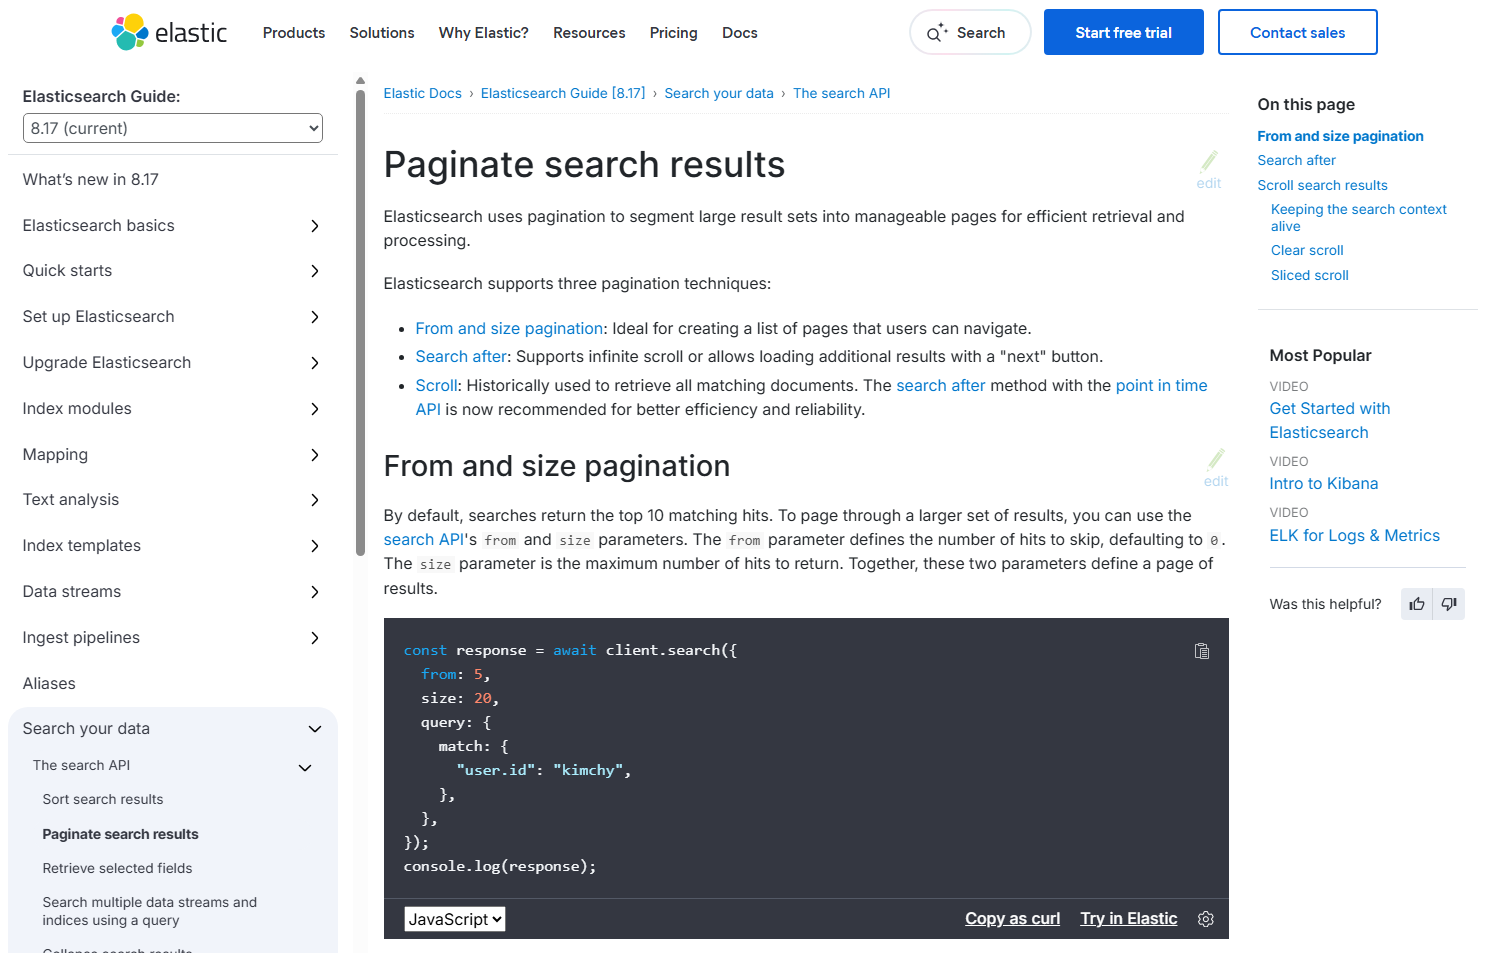 elastic
Products
Solutions
Why Elastic?
Resources
Pricing
Docs
Search
Start free trial
Contact sales
Elasticsearch Guide:
8.17 (current)
What's new in 8.17
Elasticsearch basics
Quick starts
Set up Elasticsearch
Upgrade Elasticsearch
Index modules
Mapping
Text analysis
Index templates
Data streams
Ingest pipelines
Aliases
Search your data
The search API
Sort search results
Paginate search results
Retrieve selected fields
Search multiple data streams and
indices using a query
Elastic Docs › Elasticsearch Guide [8.17] › Search your data › The search API
Paginate search results
edit
Elasticsearch uses pagination to segment large result sets into manageable pages for efficient retrieval and
processing.
Elasticsearch supports three pagination techniques:
• From and size pagination: Ideal for creating a list of pages that users can navigate.
• Search after: Supports infinite scroll or allows loading additional results with a "next" button.
• Scroll: Historically used to retrieve all matching documents. The search after method with the point in time
API is now recommended for better efficiency and reliability.
From and size pagination
edit
By default, searches return the top 10 matching hits. To page through a larger set of results, you can use the
search API's from and size parameters. The from parameter defines the number of hits to skip, defaulting to 0.
The size parameter is the maximum number of hits to return. Together, these two parameters define a page of
results.
const response = await client.search({
  from: 5,
  size: 20,
  query: {
    match: {
      "user.id": "kimchy",
    },
  },
});
console.log(response);
JavaScript
Copy as curl
Try in Elastic
On this page
From and size pagination
Search after
Scroll search results
Keeping the search context
alive
Clear scroll
Sliced scroll
Most Popular
VIDEO
Get Started with
Elasticsearch
VIDEO
Intro to Kibana
VIDEO
ELK for Logs & Metrics
Was this helpful?